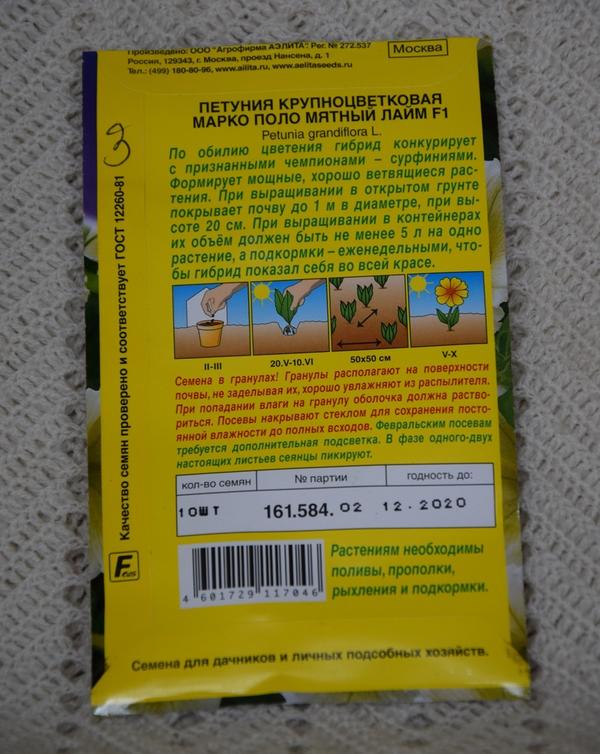 Произведено: ООО "Агрофирма АЭЛИТА". Рег. № 272.537
Россия, 129343, г. Москва, проезд Нансена, д. 1
Тел.: (499) 180-80-96, www.ailita.ru, www.aelitaseeds.ru
Москва
ПЕТУНИЯ КРУПНОЦВЕТКОВАЯ
МАРКО ПОЛО МЯТНЫЙ ЛАЙМ F1
Petunia grandiflora L.
По обилию цветения гибрид конкурирует
с признанными чемпионами – сурфиниями.
Формирует мощные, хорошо ветвящиеся рас-
тения. При выращивании в открытом грунте
покрывает почву до 1 м в диаметре, при вы-
соте 20 см. При выращивании в контейнерах
их объём должен быть не менее 5 л на одно
растение, а подкормки – еженедельными, что-
бы гибрид показал себя во всей красе.
II-III
20.V-10.VI
50x50 см
V-X
Семена в гранулах! Гранулы располагают на поверхности
почвы, не заделывая их, хорошо увлажняют из распылителя.
При попадании влаги на гранулу оболочка должна раство-
риться. Посевы накрывают стеклом для сохранения посто-
янной влажности до полных всходов. Февральским посевам
требуется дополнительная подсветка. В фазе одного-двух
настоящих листьев сеянцы пикируют.
кол-во семян
№ партии
годность до:
10ШТ
161.584. 02
12.2020
4 601729 117046
Растениям необходимы
поливы, прополки,
рыхления и подкормки.
Семена для дачников и личных подсобных хозяйств.
Качество семян проверено и соответствует ГОСТ 12260-81
3